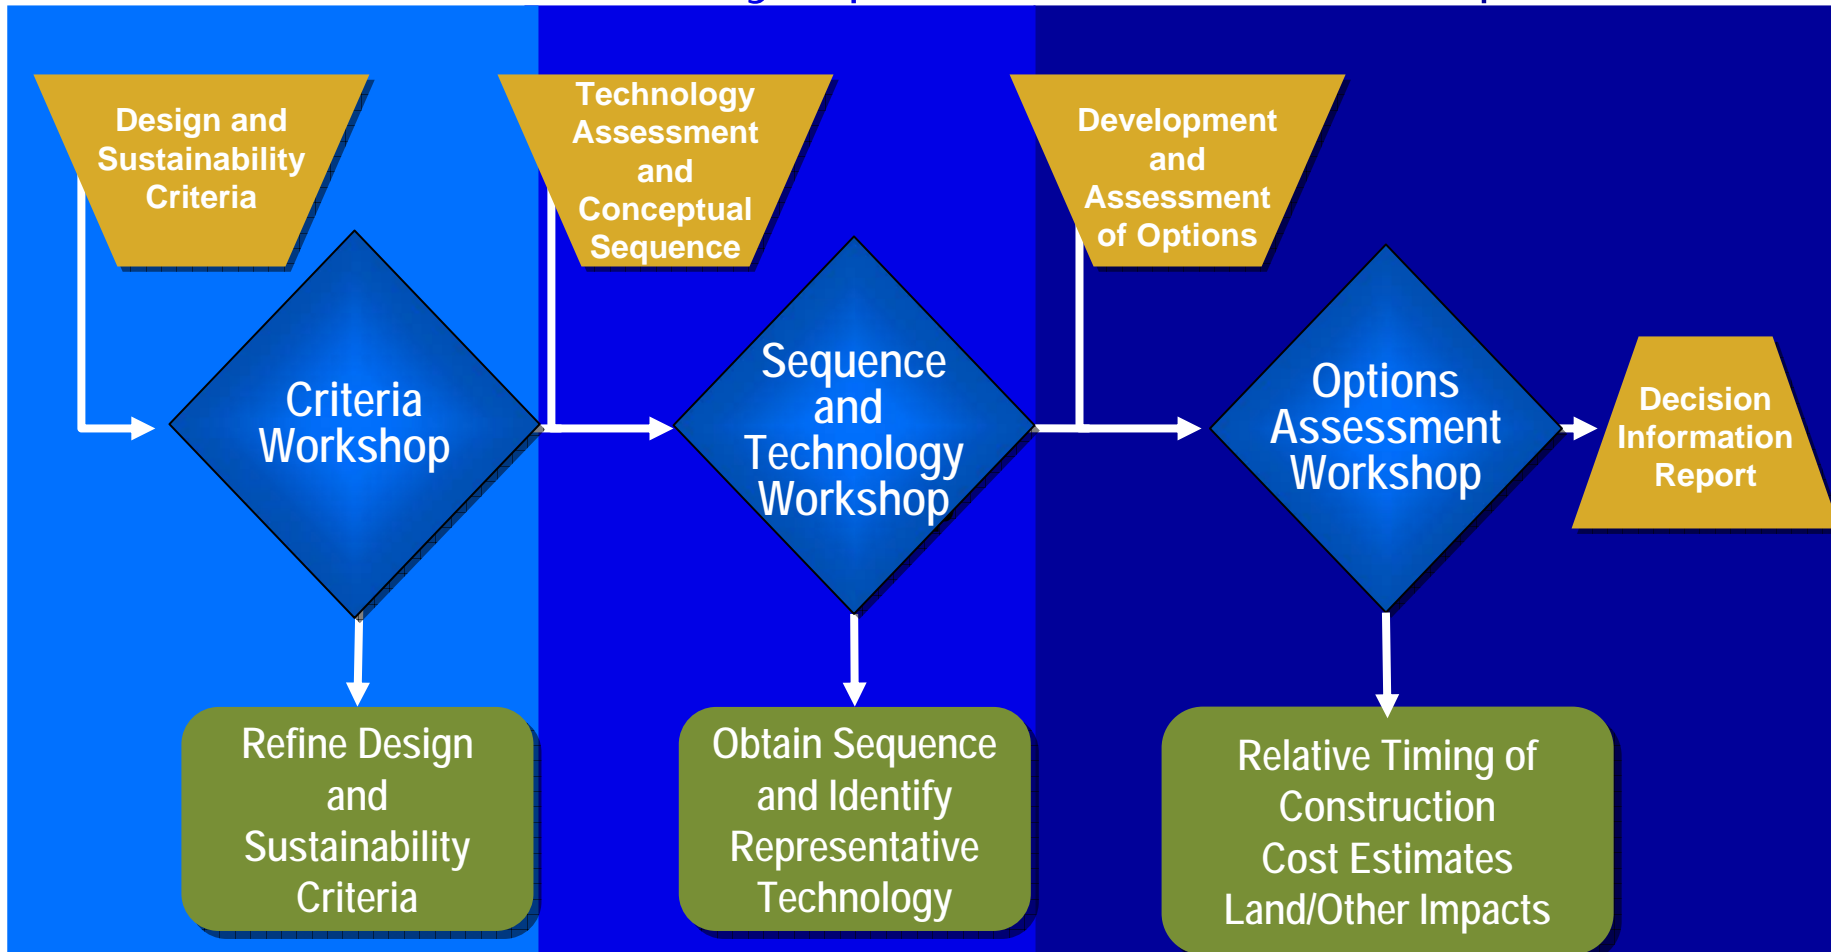 Design and
Sustainability
Criteria
Technology
Assessment
and
Conceptual
Sequence
Development
and
Assessment
of Options
Criteria
Workshop
Sequence
and
Technology
Workshop
Options
Assessment
Workshop
Decision
Information
Report
Refine Design
and
Sustainability
Criteria
Obtain Sequence
and Identify
Representative
Technology
Relative Timing of
Construction
Cost Estimates
Land/Other Impacts